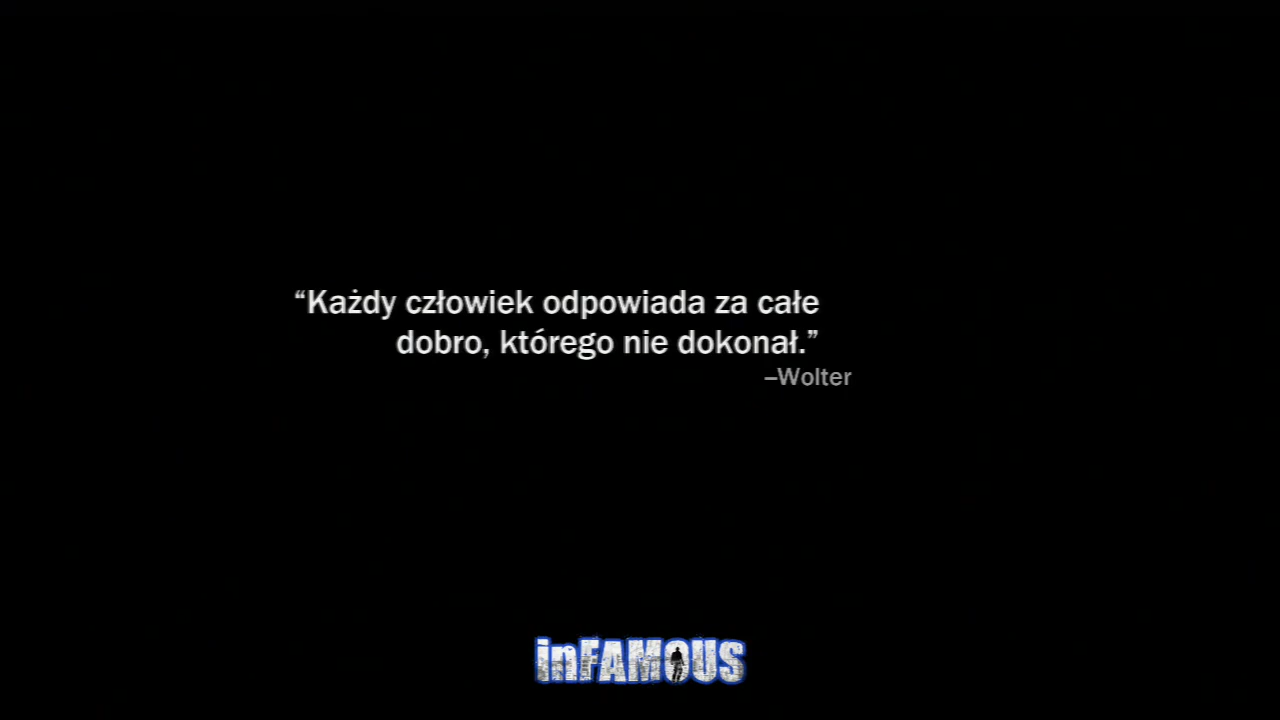 “Każdy człowiek odpowiada za całe
dobro, którego nie dokonał.”
–Wolter
inFAMOUS